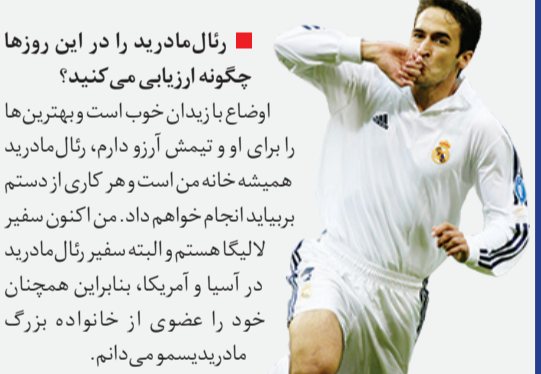 رئال‌مادرید را در این روزها
چگونه ارزیابی می‌کنید؟
اوضاع با زیدان خوب است و بهترین‌ها
را برای او و تیمش آرزو دارم، رئال‌مادرید
همیشه خانه من است و هر کاری از دستم
بربیاید انجام خواهم داد. من اکنون سفیر
لالیگا هستم و البته سفیر رئال‌مادرید
در آسیا و آمریکا، بنابراین همچنان
خود را عضوی از خانواده بزرگ
مادریدیسمو می‌دانم.